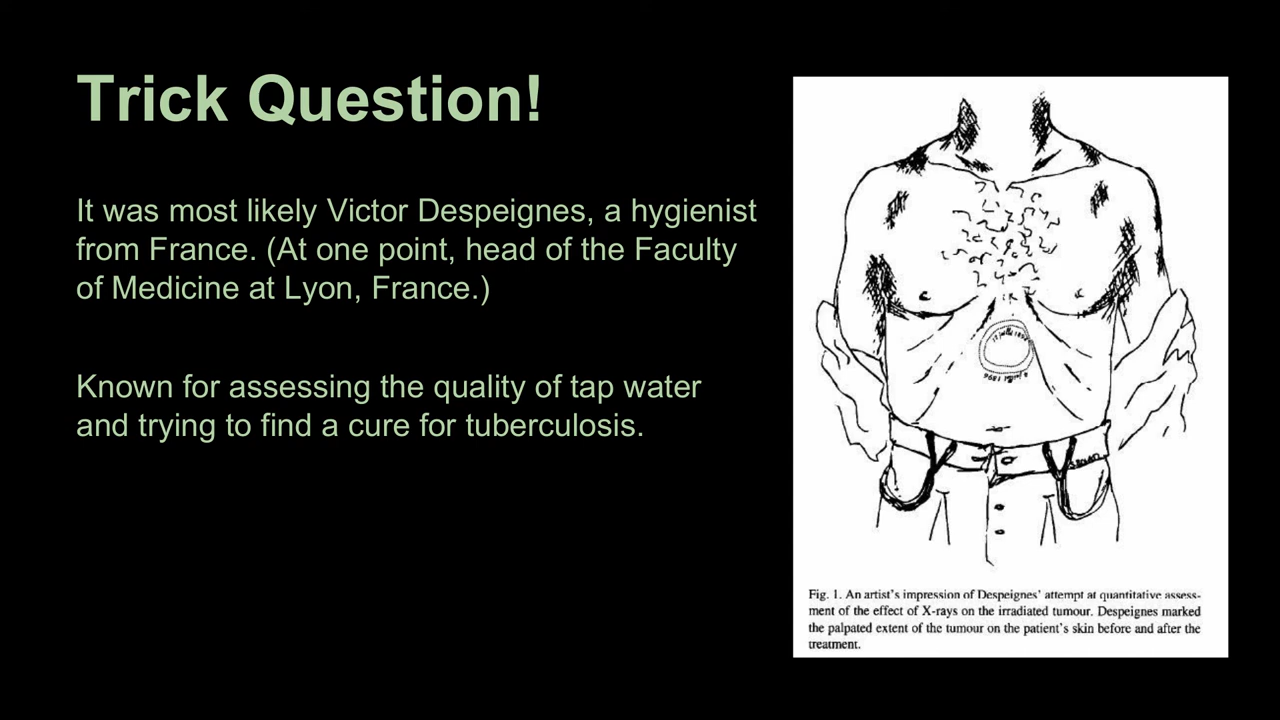 Trick Question!
It was most likely Victor Despeignes, a hygienist
from France. (At one point, head of the Faculty
of Medicine at Lyon, France.)
Known for assessing the quality of tap water
and trying to find a cure for tuberculosis.
Fig. 1. An artist's impression of Despeignes' attempt at quantitative assess-
ment of the effect of X-rays on the irradiated tumour. Despeignes marked
the palpated extent of the tumour on the patient's skin before and after the
treatment.